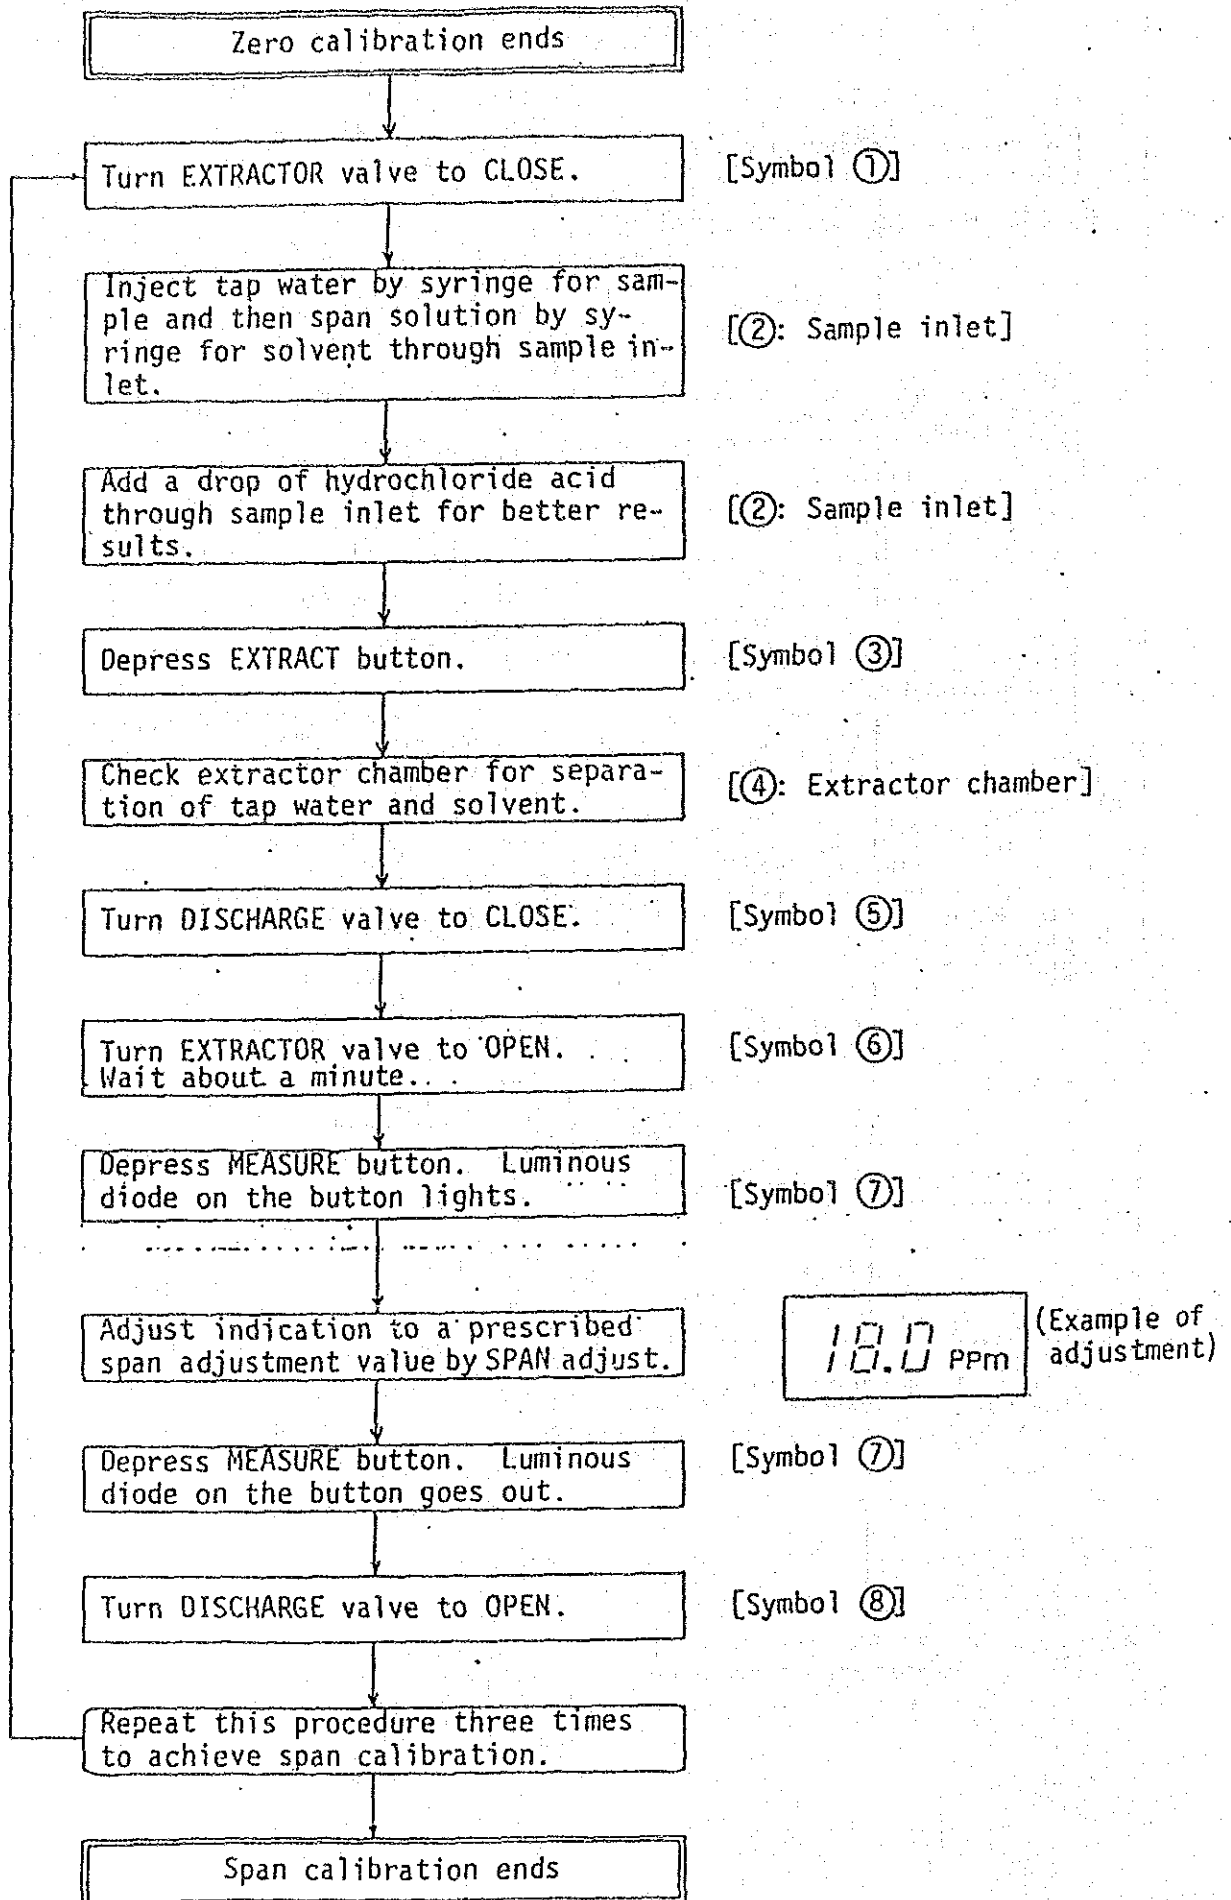 Zero calibration ends
Turn EXTRACTOR valve to CLOSE.
[Symbol ①]
Inject tap water by syringe for sam-
ple and then span solution by sy-
ringe for solvent through sample in-
let.
[②: Sample inlet]
Add a drop of hydrochloride acid
through sample inlet for better re-
sults.
[②: Sample inlet]
Depress EXTRACT button.
[Symbol ③]
Check extractor chamber for separa-
tion of tap water and solvent.
[④: Extractor chamber]
Turn DISCHARGE valve to CLOSE.
[Symbol ⑤]
Turn EXTRACTOR valve to OPEN.
Wait about a minute.
[Symbol ⑥]
Depress MEASURE button. Luminous
diode on the button lights.
[Symbol ⑦]
Adjust indication to a prescribed
span adjustment value by SPAN adjust.
18.0 PPm
(Example of
adjustment)
Depress MEASURE button. Luminous
diode on the button goes out.
[Symbol ⑦]
Turn DISCHARGE valve to OPEN.
[Symbol ⑧]
Repeat this procedure three times
to achieve span calibration.
Span calibration ends